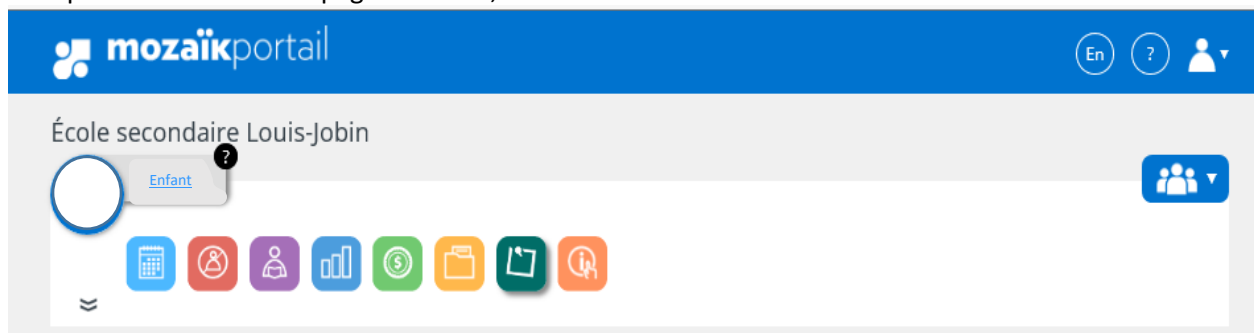 mozaïkportail
En
?
École secondaire Louis-Jobin
?
Enfant
$